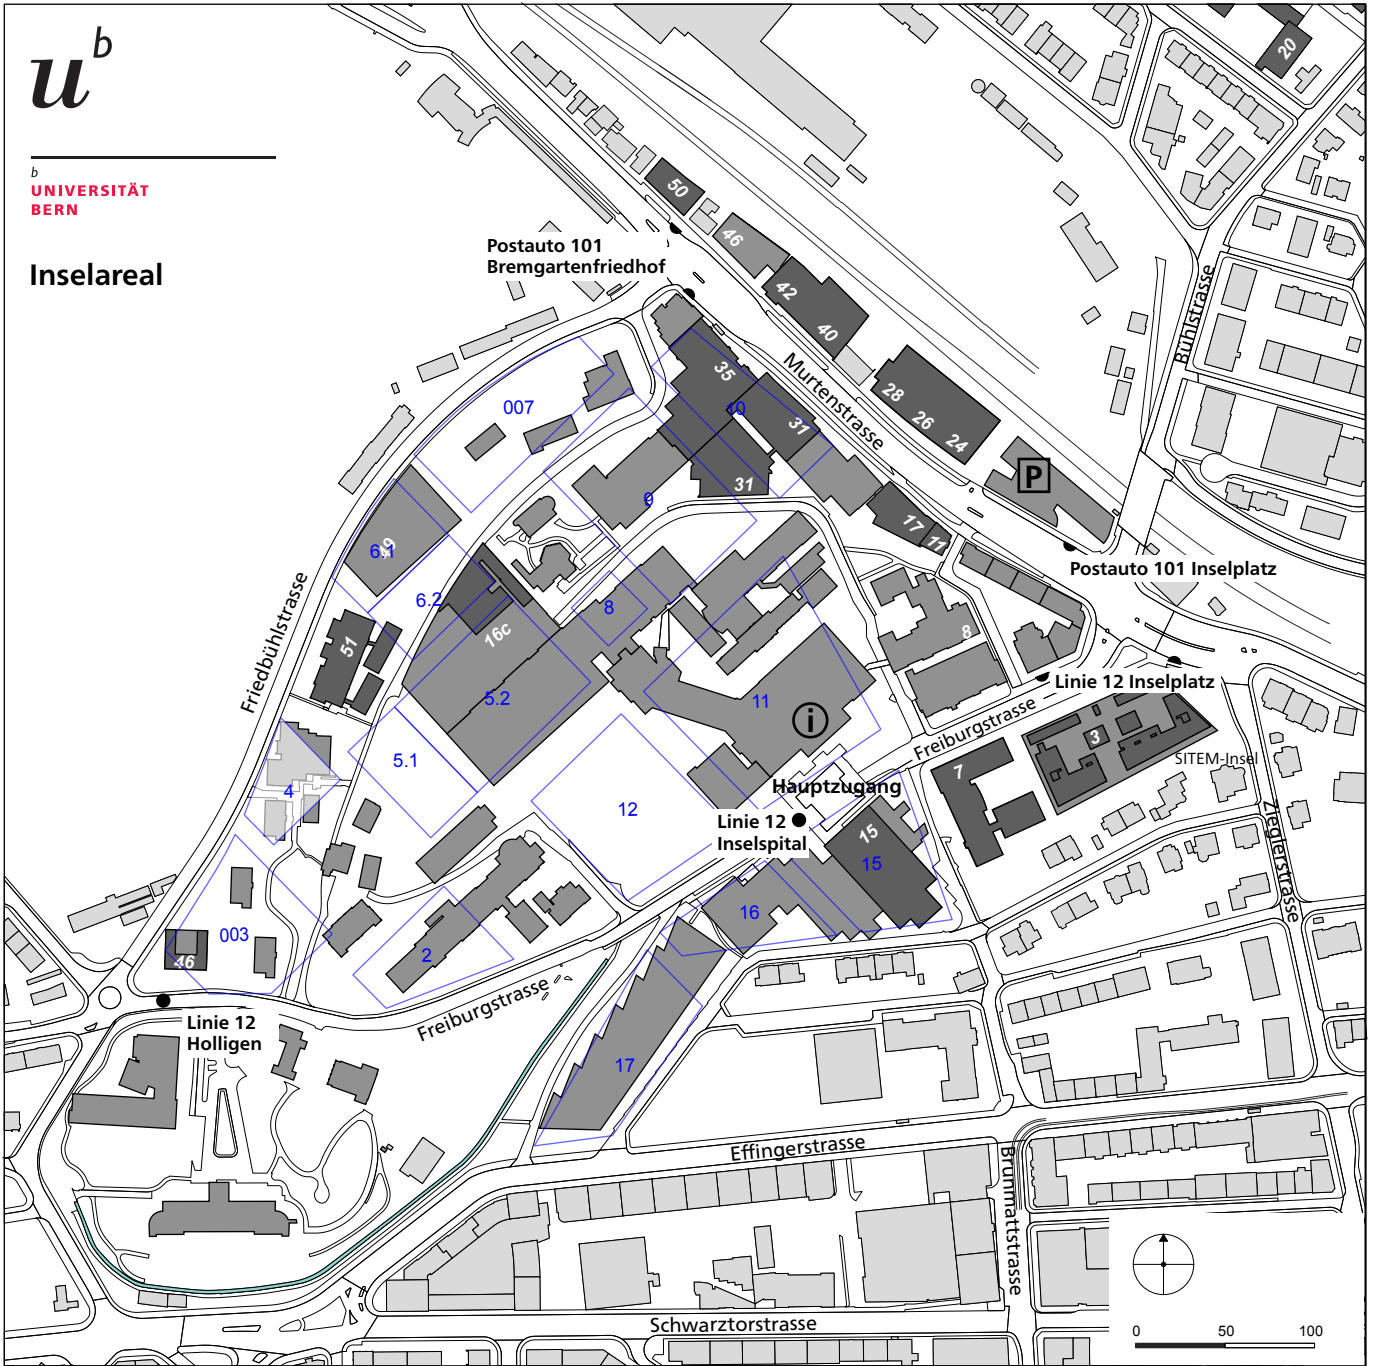 u b
b
UNIVERSITÄT
BERN
Inselareal
20
50
46
Postauto 101
Bremgartenfriedhof
42
40
Bühlstrasse
Murtenstrasse
35
10
31
28
26
24
007
9
31
P
17
11
49
6.1
6.2
Postauto 101 Inselplatz
Friedbühlstrasse
8
16c
8
51
Linie 12 Inselplatz
5.2
11
i
Freiburgstrasse
3
SITEM-Insel
5.1
7
Hauptzugang
4
12
Linie 12
Inselspital
15
15
Zieglerstrasse
16
003
46
2
Freiburgstrasse
Linie 12
Holligen
17
Effingerstrasse
Brunnmattstrasse
Schwarztorstrasse
0 50 100